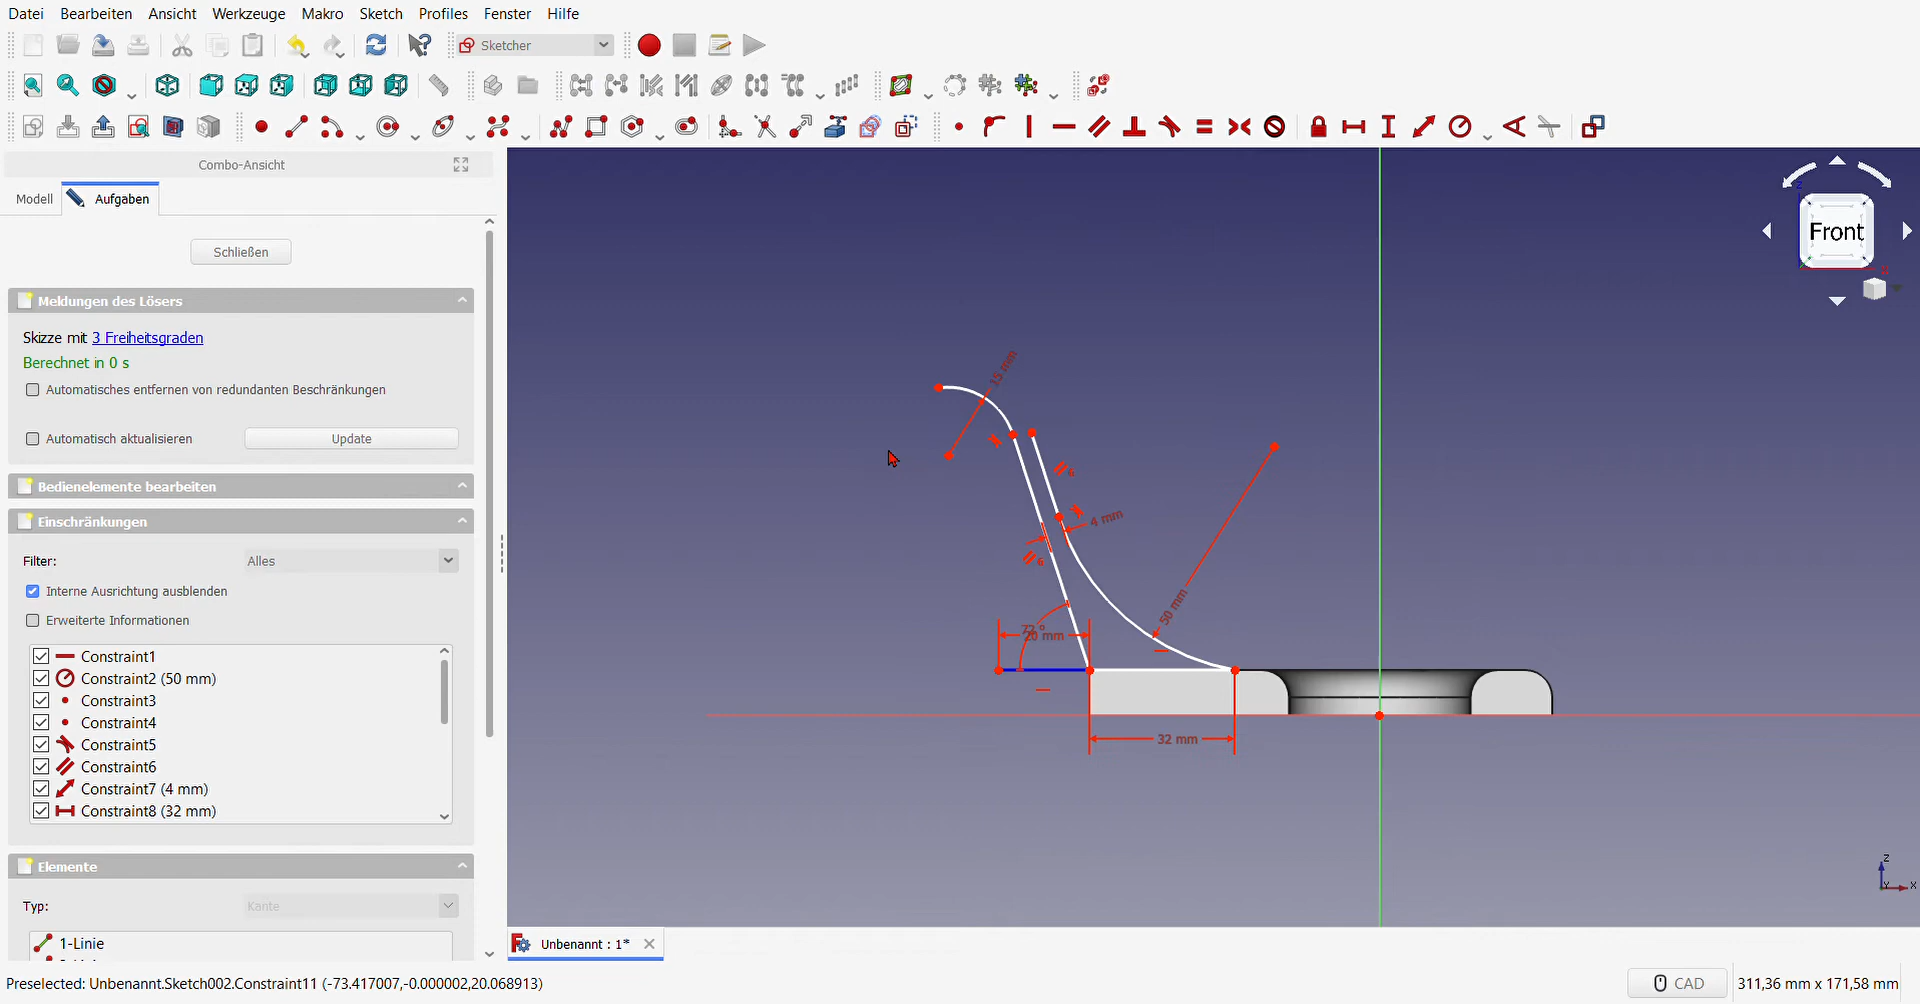 Datei Bearbeiten Ansicht Werkzeuge Makro Sketch Profiles Fenster Hilfe
Sketcher
Combo-Ansicht
Modell Aufgaben
Schließen
Meldungen des Lösers
Skizze mit 3 Freiheitsgraden
Berechnet in 0 s
Automatisches entfernen von redundanten Beschränkungen
Automatisch aktualisieren Update
Bedienelemente bearbeiten
Einschränkungen
Filter: Alles
Interne Ausrichtung ausblenden
Erweiterte Informationen
Constraint1
Constraint2 (50 mm)
Constraint3
Constraint4
Constraint5
Constraint6
Constraint7 (4 mm)
Constraint8 (32 mm)
Elemente
Typ: Kante
1-Linie
Front
15 mm
6
4 mm
6
50 mm
20 mm
32 mm
Z
Y X
Unbenannt : 1*
Preselected: Unbenannt.Sketch002.Constraint11 (-73.417007,-0.000002,20.068913)
CAD 311,36 mm x 171,58 mm